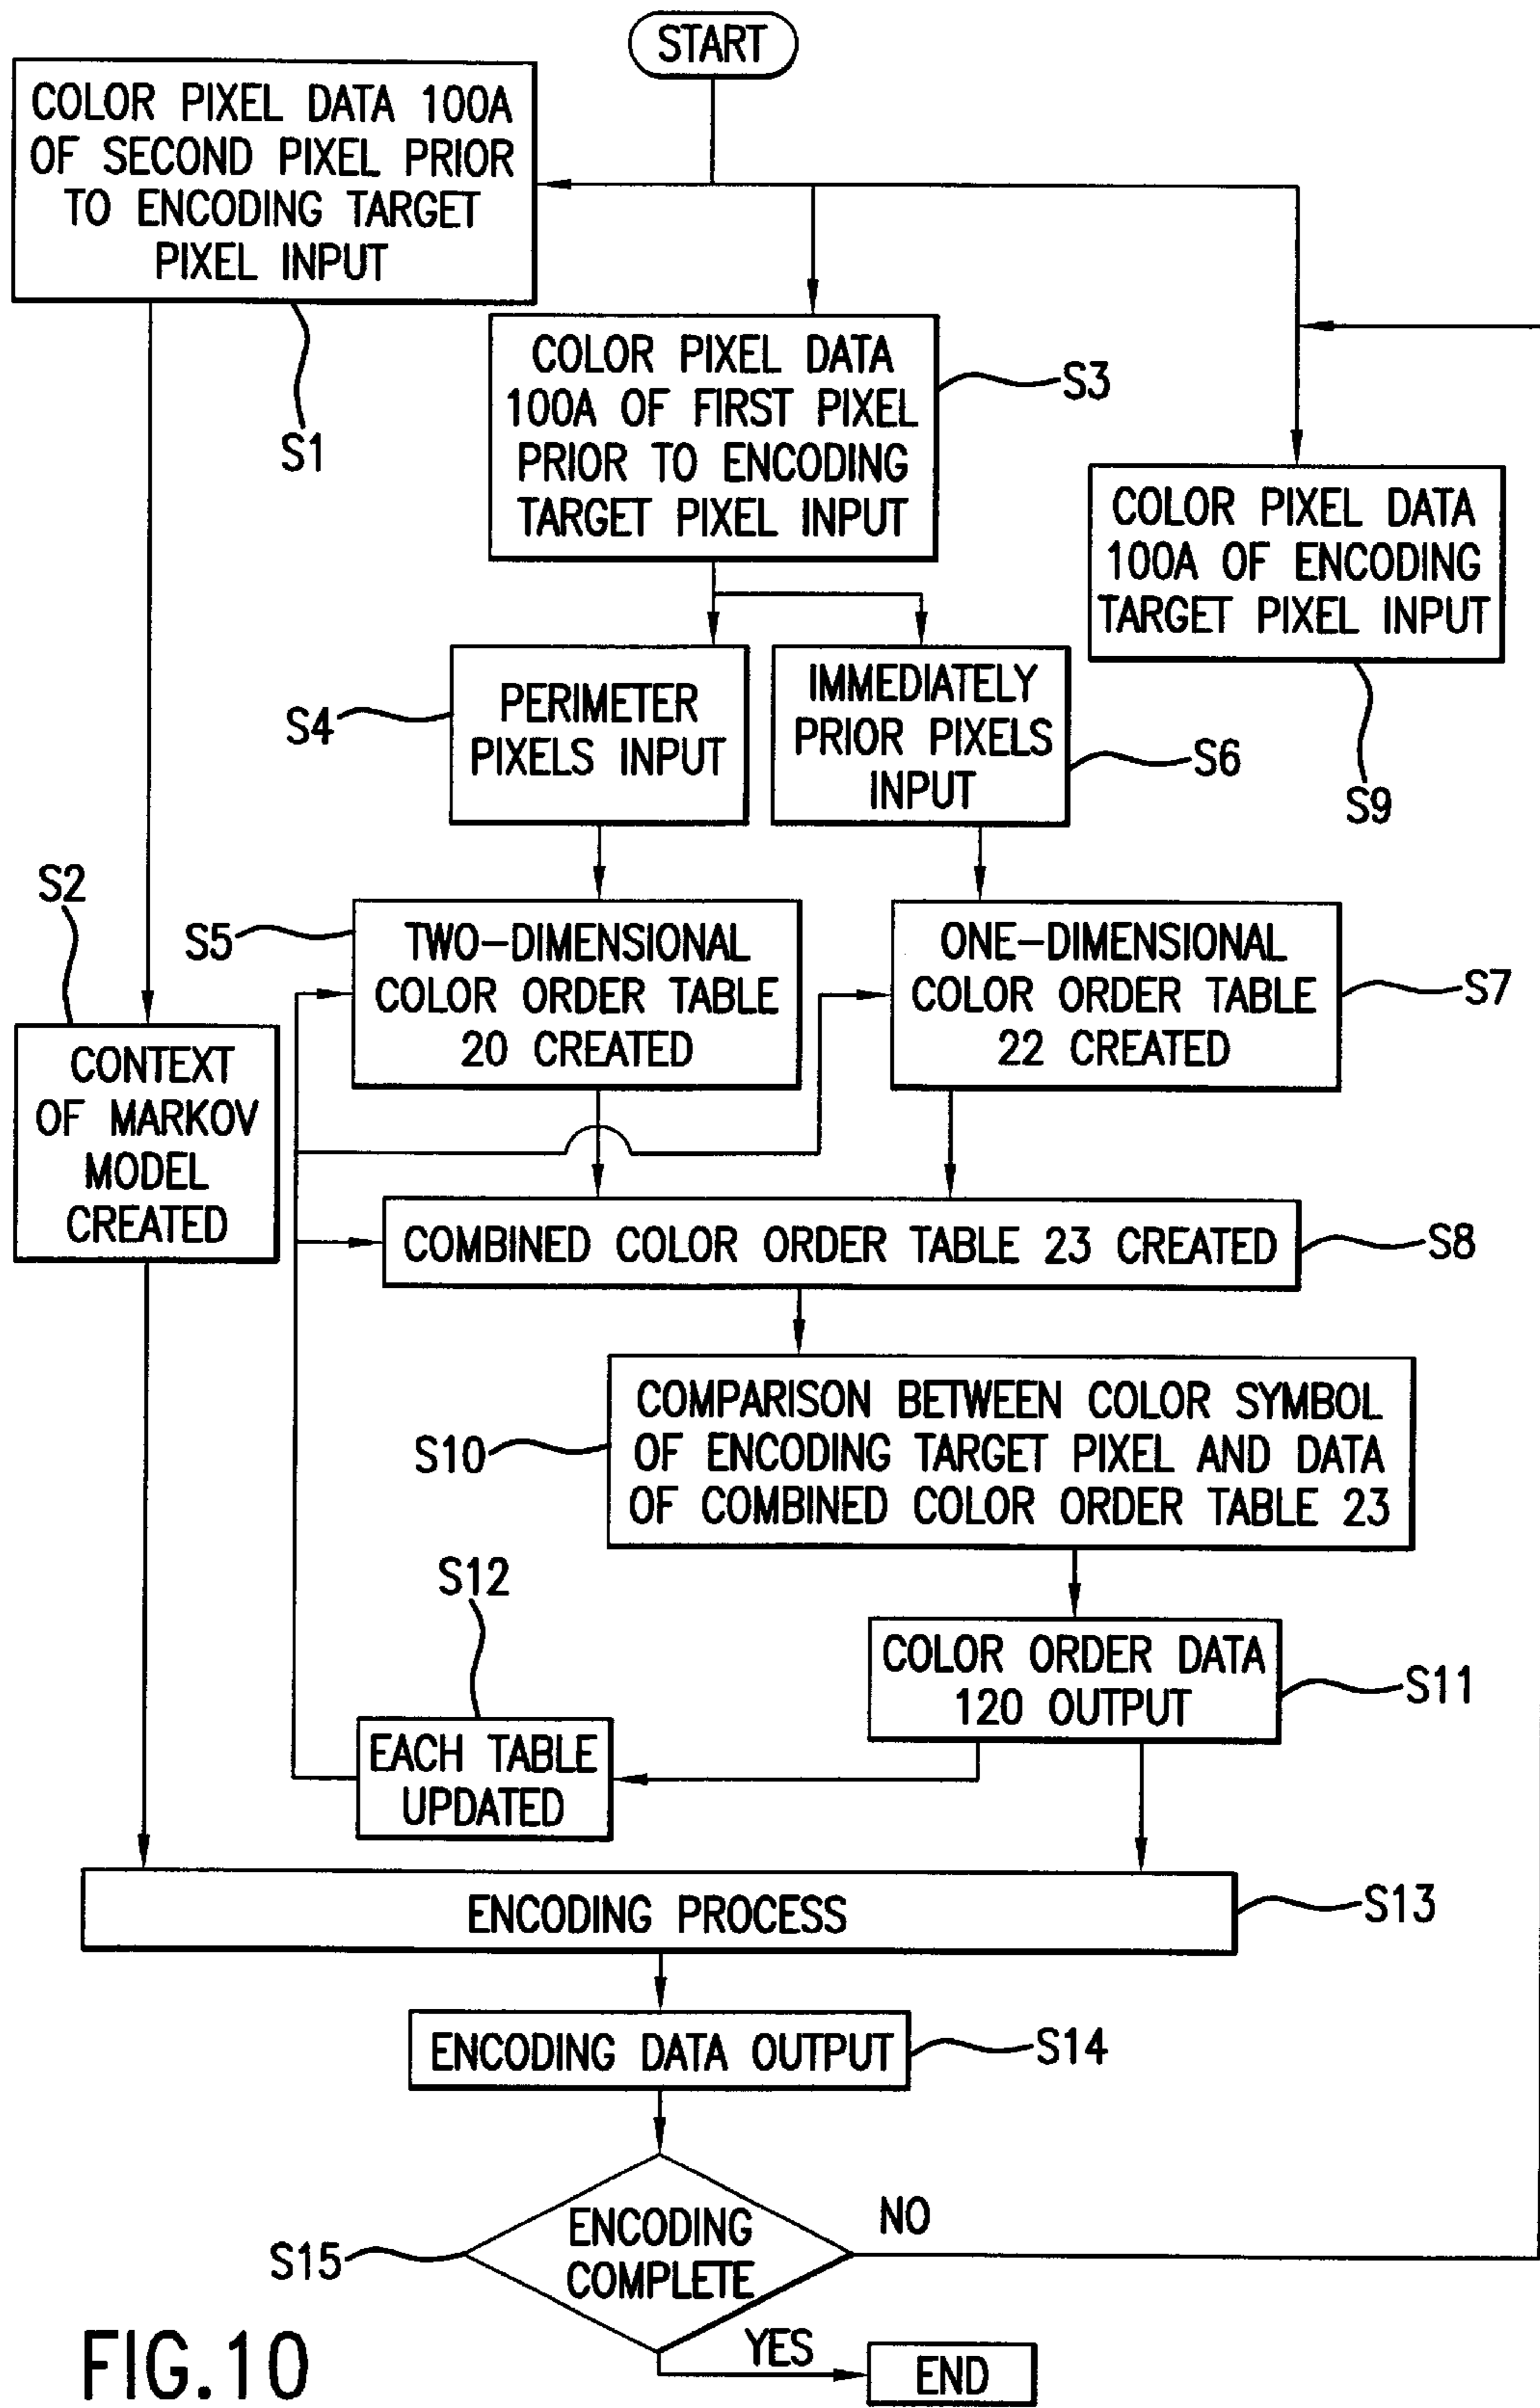 START
COLOR PIXEL DATA 100A
OF SECOND PIXEL PRIOR
TO ENCODING TARGET
PIXEL INPUT
S1
COLOR PIXEL DATA
100A OF FIRST PIXEL
PRIOR TO ENCODING
TARGET PIXEL INPUT
S3
COLOR PIXEL DATA
100A OF ENCODING
TARGET PIXEL INPUT
S9
S4
PERIMETER
PIXELS INPUT
IMMEDIATELY
PRIOR PIXELS
INPUT
S6
S2
CONTEXT
OF MARKOV
MODEL
CREATED
S5
TWO-DIMENSIONAL
COLOR ORDER TABLE
20 CREATED
ONE-DIMENSIONAL
COLOR ORDER TABLE
22 CREATED
S7
COMBINED COLOR ORDER TABLE 23 CREATED
S8
S10
COMPARISON BETWEEN COLOR SYMBOL
OF ENCODING TARGET PIXEL AND DATA
OF COMBINED COLOR ORDER TABLE 23
S12
EACH TABLE
UPDATED
COLOR ORDER DATA
120 OUTPUT
S11
ENCODING PROCESS
S13
ENCODING DATA OUTPUT
S14
S15
ENCODING
COMPLETE
NO
YES
END
FIG.10